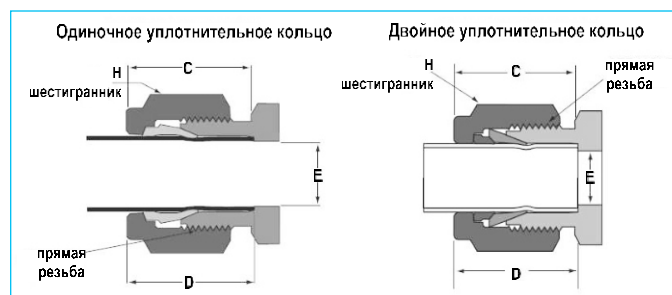 Одиночное уплотнительное кольцо
H
шестигранник
C
E
прямая
резьба
D
Двойное уплотнительное кольцо
H
шестигранник
C
прямая
резьба
E
D